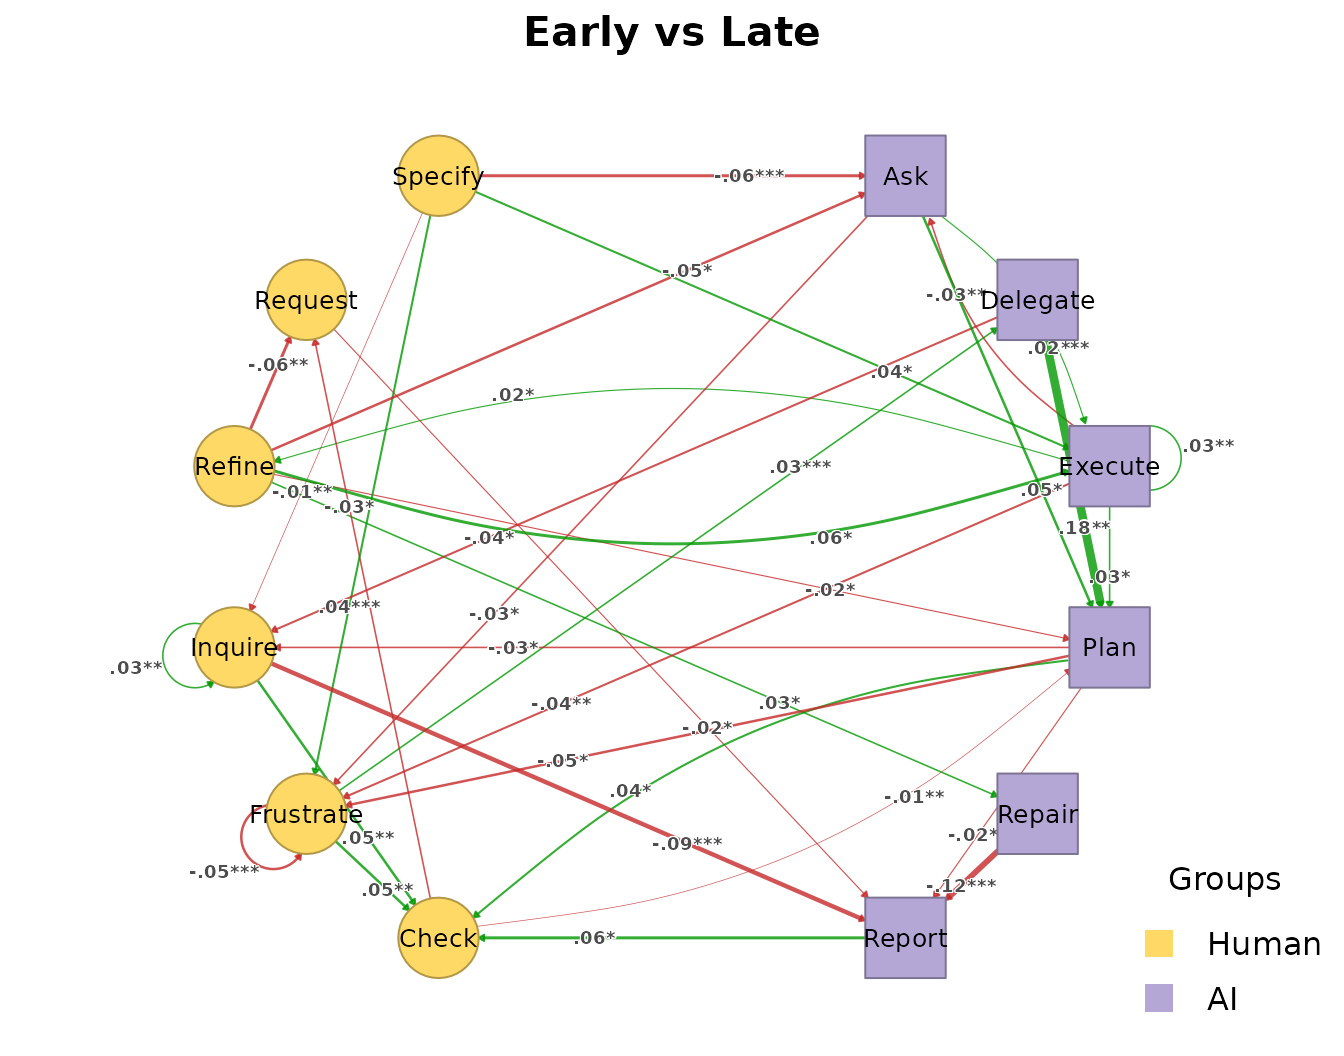 Early vs Late
Specify
-.06***
Ask
-.05*
-.03**
Request
Delegate
.02***
-.06**
.04*
.02*
.03**
Refine
.03***
Execute
-.01**
.05*
-.03*
.18**
-.04*
.06*
.03*
-.02*
.04***
-.03*
Inquire
-.03*
Plan
.03**
-.04**
.03*
-.02*
-.05*
.04*
-.01**
Frustrate
Repair
.05**
-.02*
-.09***
-.05***
Groups
.05**
-.12***
Check
.06*
Report
Human
AI